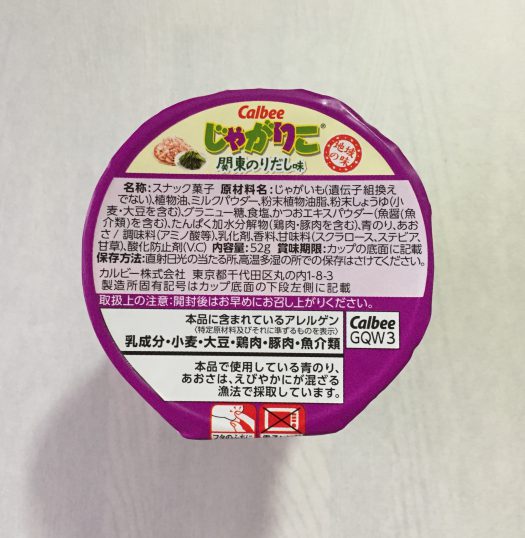 Calbee
じゃがりこ®
関東のりだし味
地域の味
名称:スナック菓子 原材料名:じゃがいも(遺伝子組換え
でない)、植物油、ミルクパウダー、粉末植物油脂、粉末しょうゆ(小
麦・大豆を含む)、グラニュー糖、食塩、かつおエキスパウダー(魚醤(魚
介類)を含む)、たんぱく加水分解物(鶏肉・豚肉を含む)、青のり、あお
さ/調味料(アミノ酸等)、乳化剤、香料、甘味料(スクラロース、ステビア、
甘草)、酸化防止剤(V.C) 内容量:52g 賞味期限:カップの底面に記載
保存方法:直射日光の当たる所、高温多湿の所での保存はさけてください。
カルビー株式会社 東京都千代田区丸の内1-8-3
製造所固有記号はカップ底面の下段左側に記載
取扱上の注意:開封後はお早めにお召し上がりください。
本品に含まれているアレルゲン
〈特定原材料及びそれに準ずるものを表示〉
乳成分・小麦・大豆・鶏肉・豚肉・魚介類
Calbee
GQW3
本品で使用している青のり、
あおさは、えびやかにが混ざる
漁法で採取しています。
フタのふちに